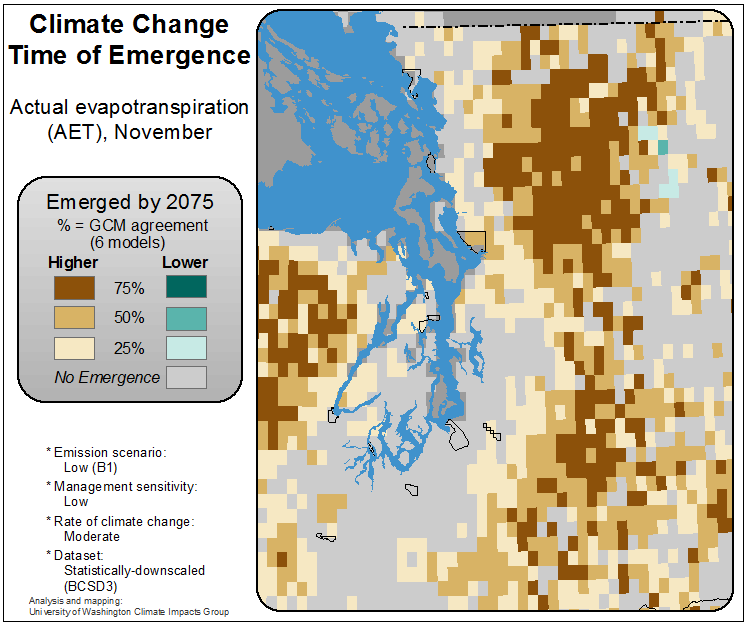 Climate Change
Time of Emergence
Actual evapotranspiration
(AET), November
Emerged by 2075
% = GCM agreement
(6 models)
Higher Lower
75%
50%
25%
No Emergence
* Emission scenario:
Low (B1)
* Management sensitivity:
Low
* Rate of climate change:
Moderate
* Dataset:
Statistically-downscaled
(BCSD3)
Analysis and mapping:
University of Washington Climate Impacts Group